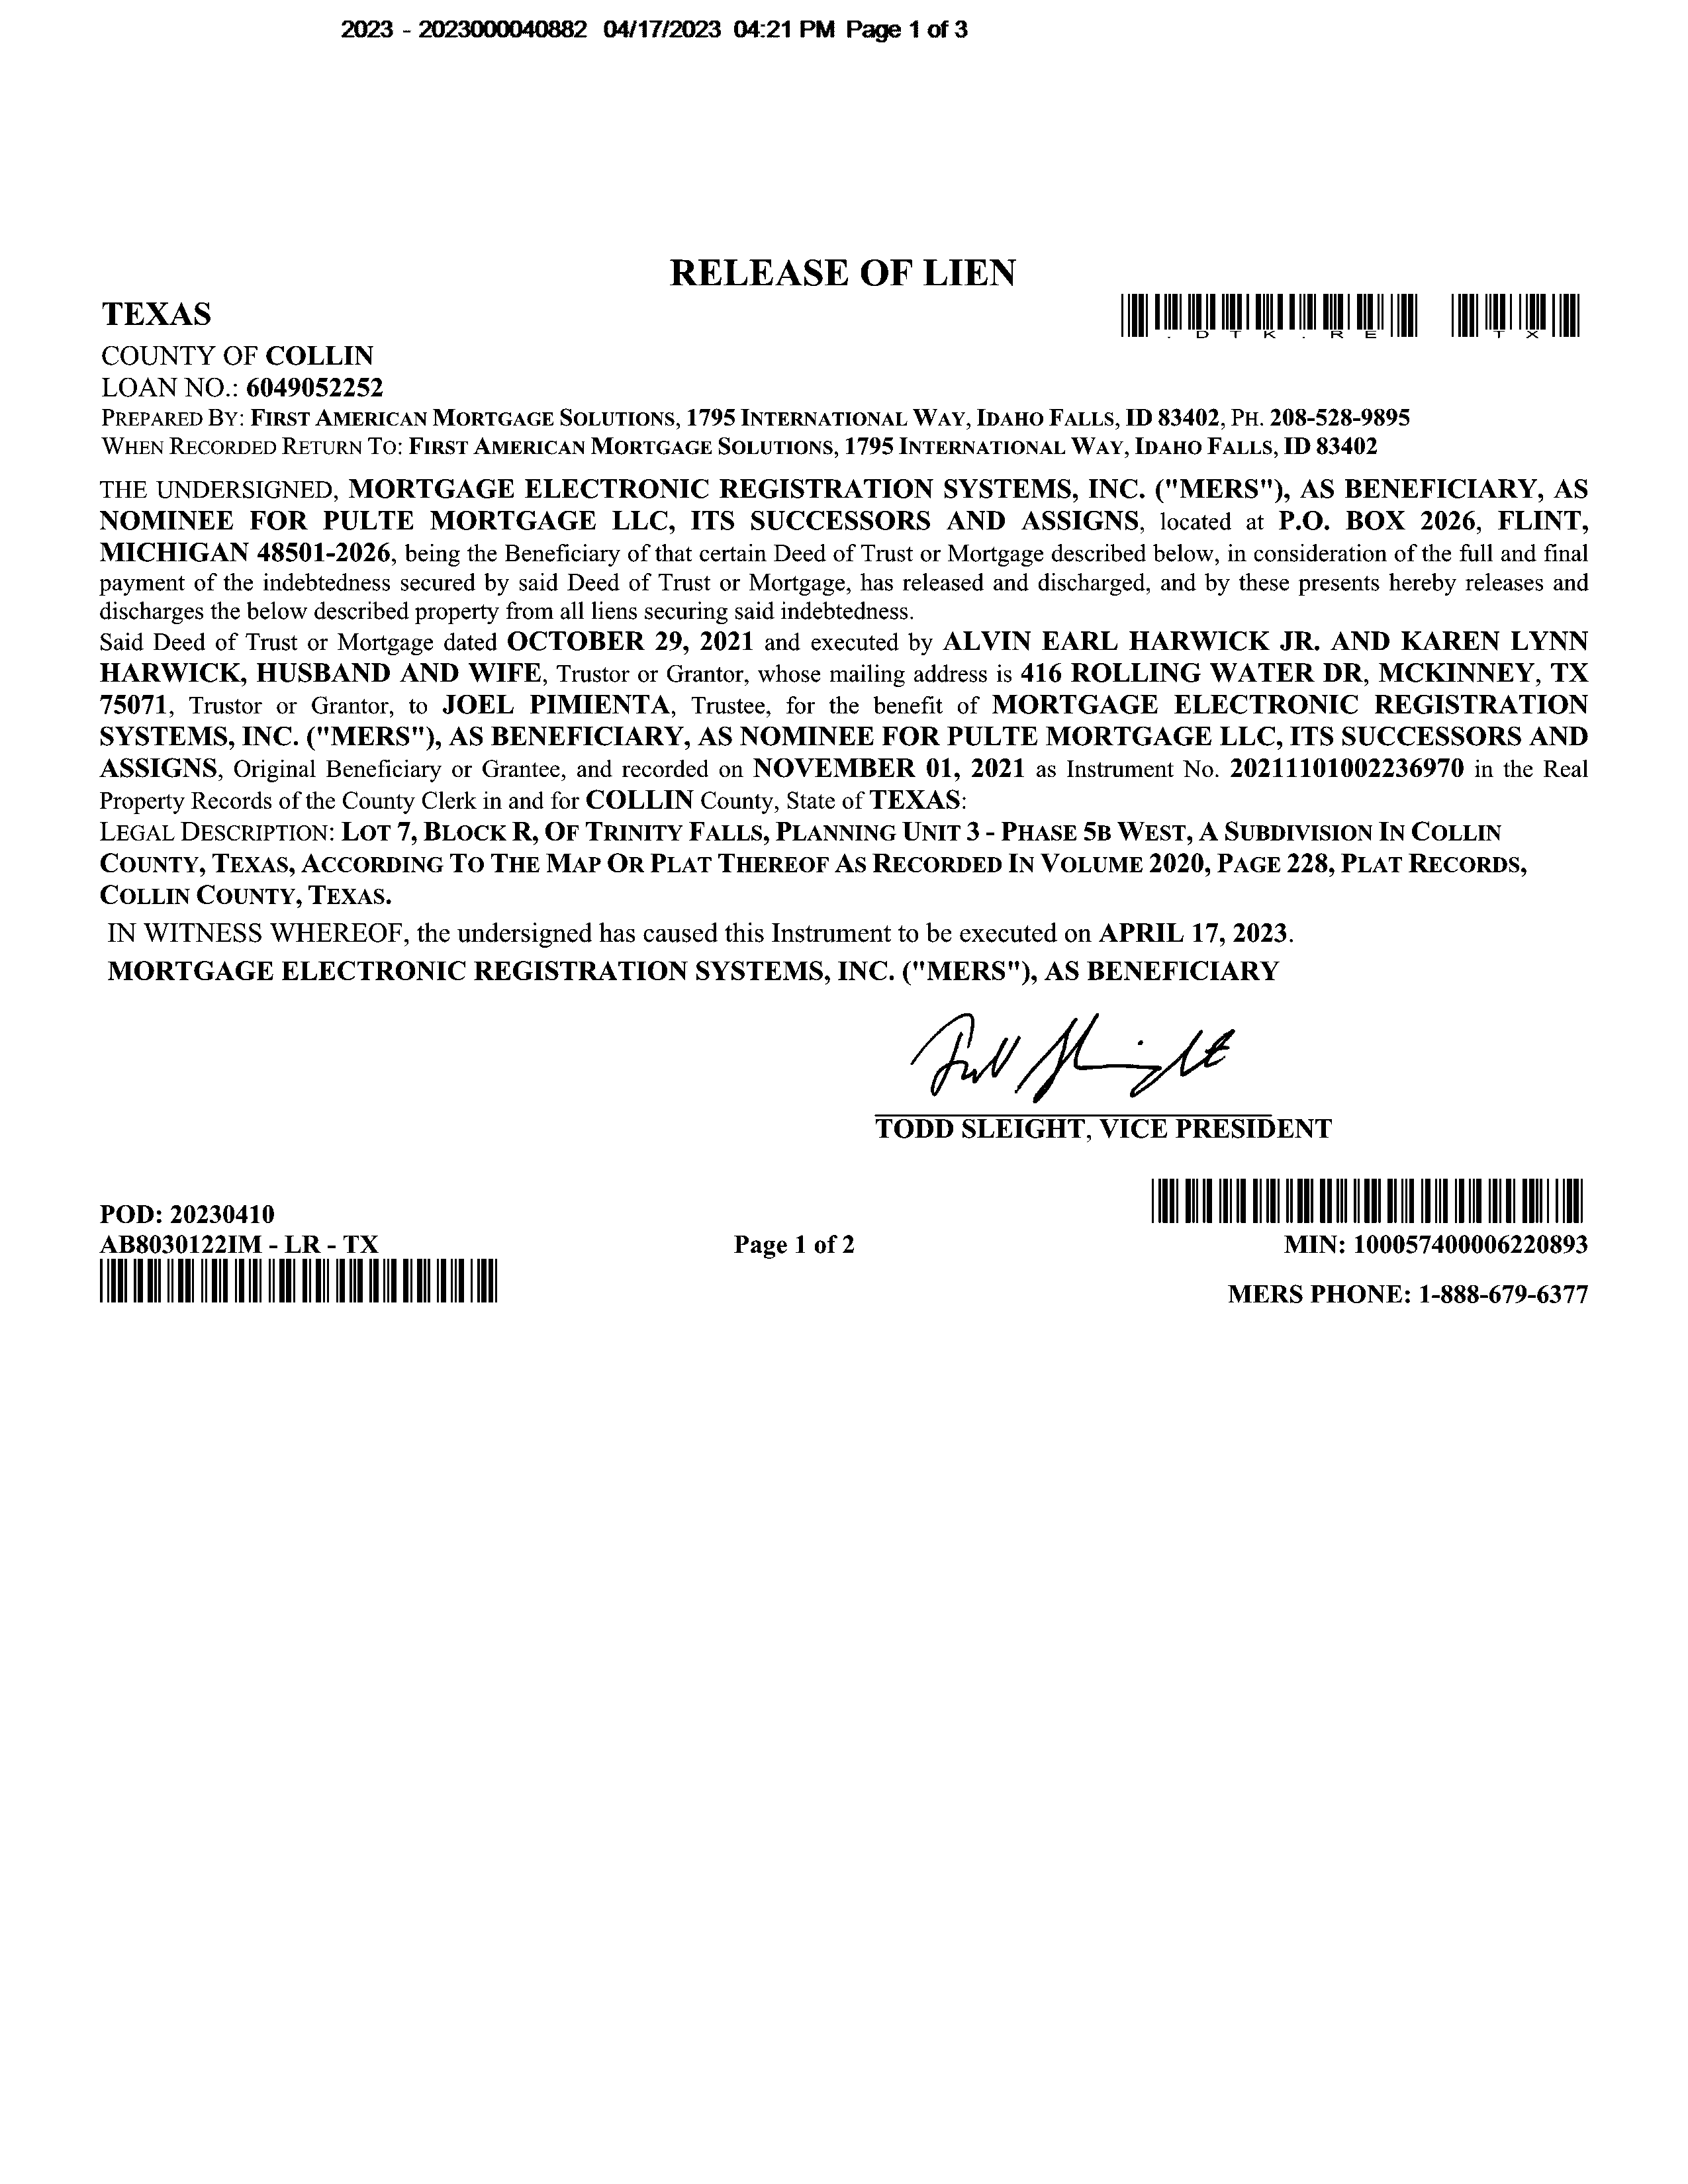 2023 - 2023000040882 04/17/2023 04:21 PM Page 1 of 3
RELEASE OF LIEN
TEXAS
. D T K . R E T X
COUNTY OF COLLIN
LOAN NO.: 6049052252
PREPARED BY: FIRST AMERICAN MORTGAGE SOLUTIONS, 1795 INTERNATIONAL WAY, IDAHO FALLS, ID 83402, PH. 208-528-9895
WHEN RECORDED RETURN TO: FIRST AMERICAN MORTGAGE SOLUTIONS, 1795 INTERNATIONAL WAY, IDAHO FALLS, ID 83402
THE UNDERSIGNED, MORTGAGE ELECTRONIC REGISTRATION SYSTEMS, INC. ("MERS"), AS BENEFICIARY, AS
NOMINEE FOR PULTE MORTGAGE LLC, ITS SUCCESSORS AND ASSIGNS, located at P.O. BOX 2026, FLINT,
MICHIGAN 48501-2026, being the Beneficiary of that certain Deed of Trust or Mortgage described below, in consideration of the full and final
payment of the indebtedness secured by said Deed of Trust or Mortgage, has released and discharged, and by these presents hereby releases and
discharges the below described property from all liens securing said indebtedness.
Said Deed of Trust or Mortgage dated OCTOBER 29, 2021 and executed by ALVIN EARL HARWICK JR. AND KAREN LYNN
HARWICK, HUSBAND AND WIFE, Trustor or Grantor, whose mailing address is 416 ROLLING WATER DR, MCKINNEY, TX
75071, Trustor or Grantor, to JOEL PIMIENTA, Trustee, for the benefit of MORTGAGE ELECTRONIC REGISTRATION
SYSTEMS, INC. ("MERS"), AS BENEFICIARY, AS NOMINEE FOR PULTE MORTGAGE LLC, ITS SUCCESSORS AND
ASSIGNS, Original Beneficiary or Grantee, and recorded on NOVEMBER 01, 2021 as Instrument No. 20211101002236970 in the Real
Property Records of the County Clerk in and for COLLIN County, State of TEXAS:
LEGAL DESCRIPTION: LOT 7, BLOCK R, OF TRINITY FALLS, PLANNING UNIT 3 - PHASE 5B WEST, A SUBDIVISION IN COLLIN
COUNTY, TEXAS, ACCORDING TO THE MAP OR PLAT THEREOF AS RECORDED IN VOLUME 2020, PAGE 228, PLAT RECORDS,
COLLIN COUNTY, TEXAS.
IN WITNESS WHEREOF, the undersigned has caused this Instrument to be executed on APRIL 17, 2023.
MORTGAGE ELECTRONIC REGISTRATION SYSTEMS, INC. ("MERS"), AS BENEFICIARY
TODD SLEIGHT, VICE PRESIDENT
POD: 20230410
AB8030122IM - LR - TX
Page 1 of 2
MIN: 100057400006220893
MERS PHONE: 1-888-679-6377